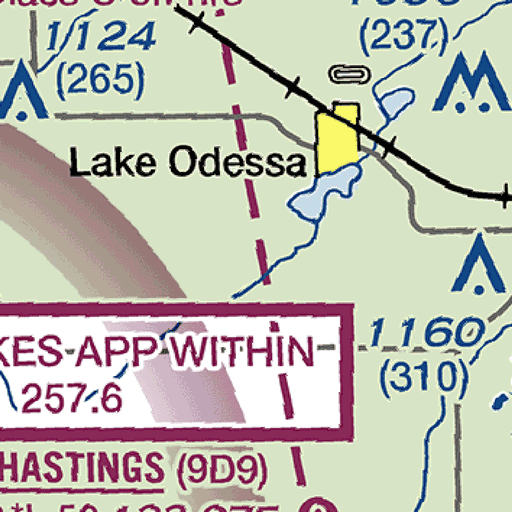 1124
(265)
(237)
Lake Odessa
KES APP WITHIN
257.6
1160
(310)
HASTINGS (9D9)